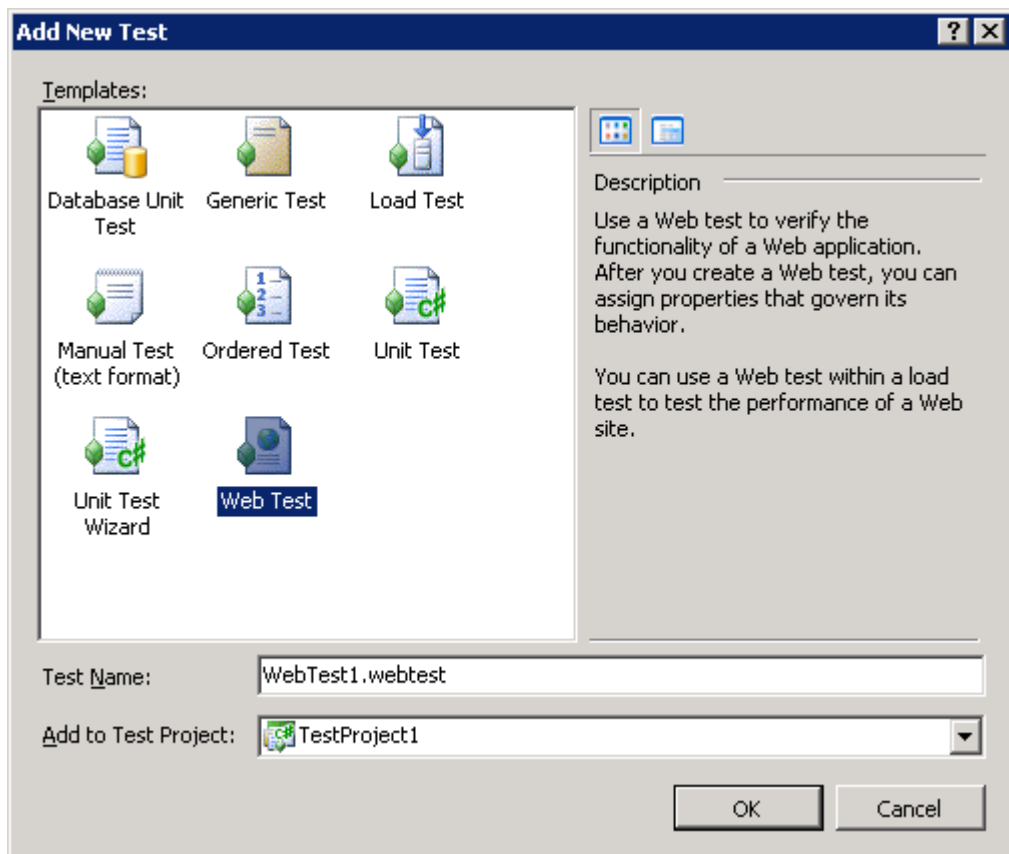 Add New Test
Templates:
Database Unit
Test
Generic Test
Load Test
Manual Test
(text format)
Ordered Test
Unit Test
Unit Test
Wizard
Web Test
Description
Use a Web test to verify the
functionality of a Web application.
After you create a Web test, you can
assign properties that govern its
behavior.
You can use a Web test within a load
test to test the performance of a Web
site.
Test Name:
WebTest1.webtest
Add to Test Project:
TestProject1
OK
Cancel